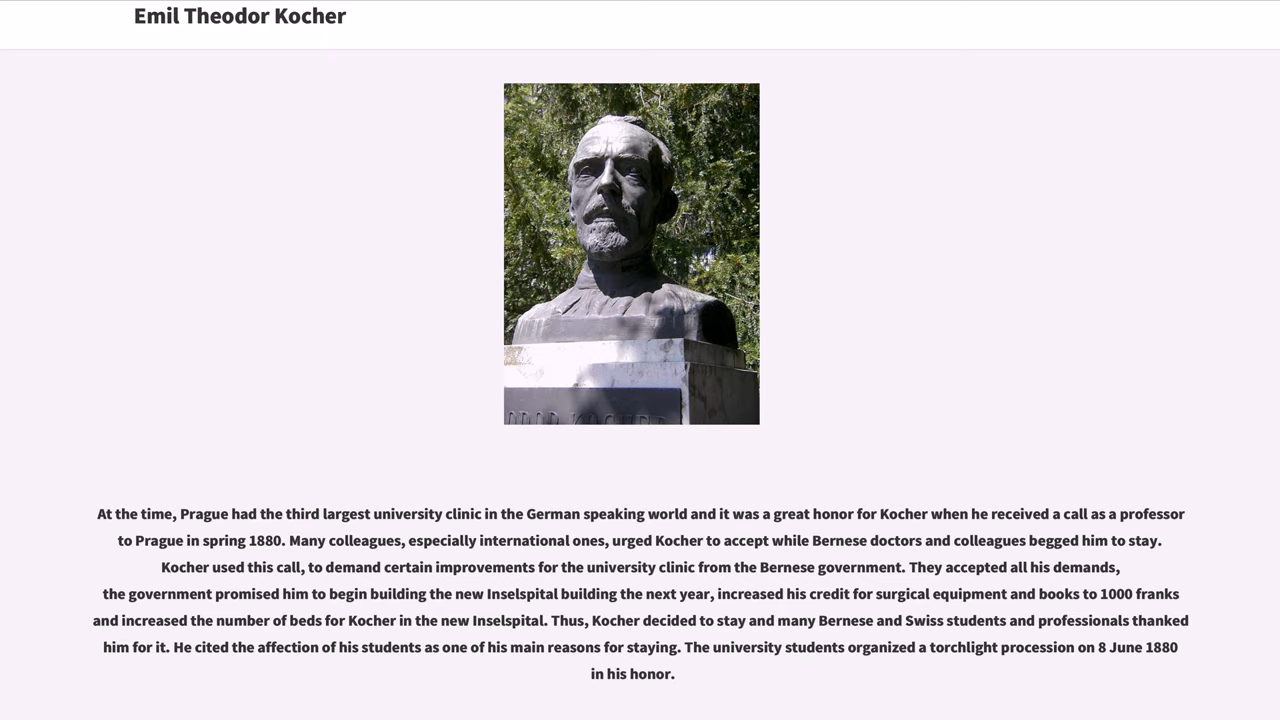 Emil Theodor Kocher
ODOR KOCHER
At the time, Prague had the third largest university clinic in the German speaking world and it was a great honor for Kocher when he received a call as a professor
to Prague in spring 1880. Many colleagues, especially international ones, urged Kocher to accept while Bernese doctors and colleagues begged him to stay.
Kocher used this call, to demand certain improvements for the university clinic from the Bernese government. They accepted all his demands,
the government promised him to begin building the new Inselspital building the next year, increased his credit for surgical equipment and books to 1000 franks
and increased the number of beds for Kocher in the new Inselspital. Thus, Kocher decided to stay and many Bernese and Swiss students and professionals thanked
him for it. He cited the affection of his students as one of his main reasons for staying. The university students organized a torchlight procession on 8 June 1880
in his honor.